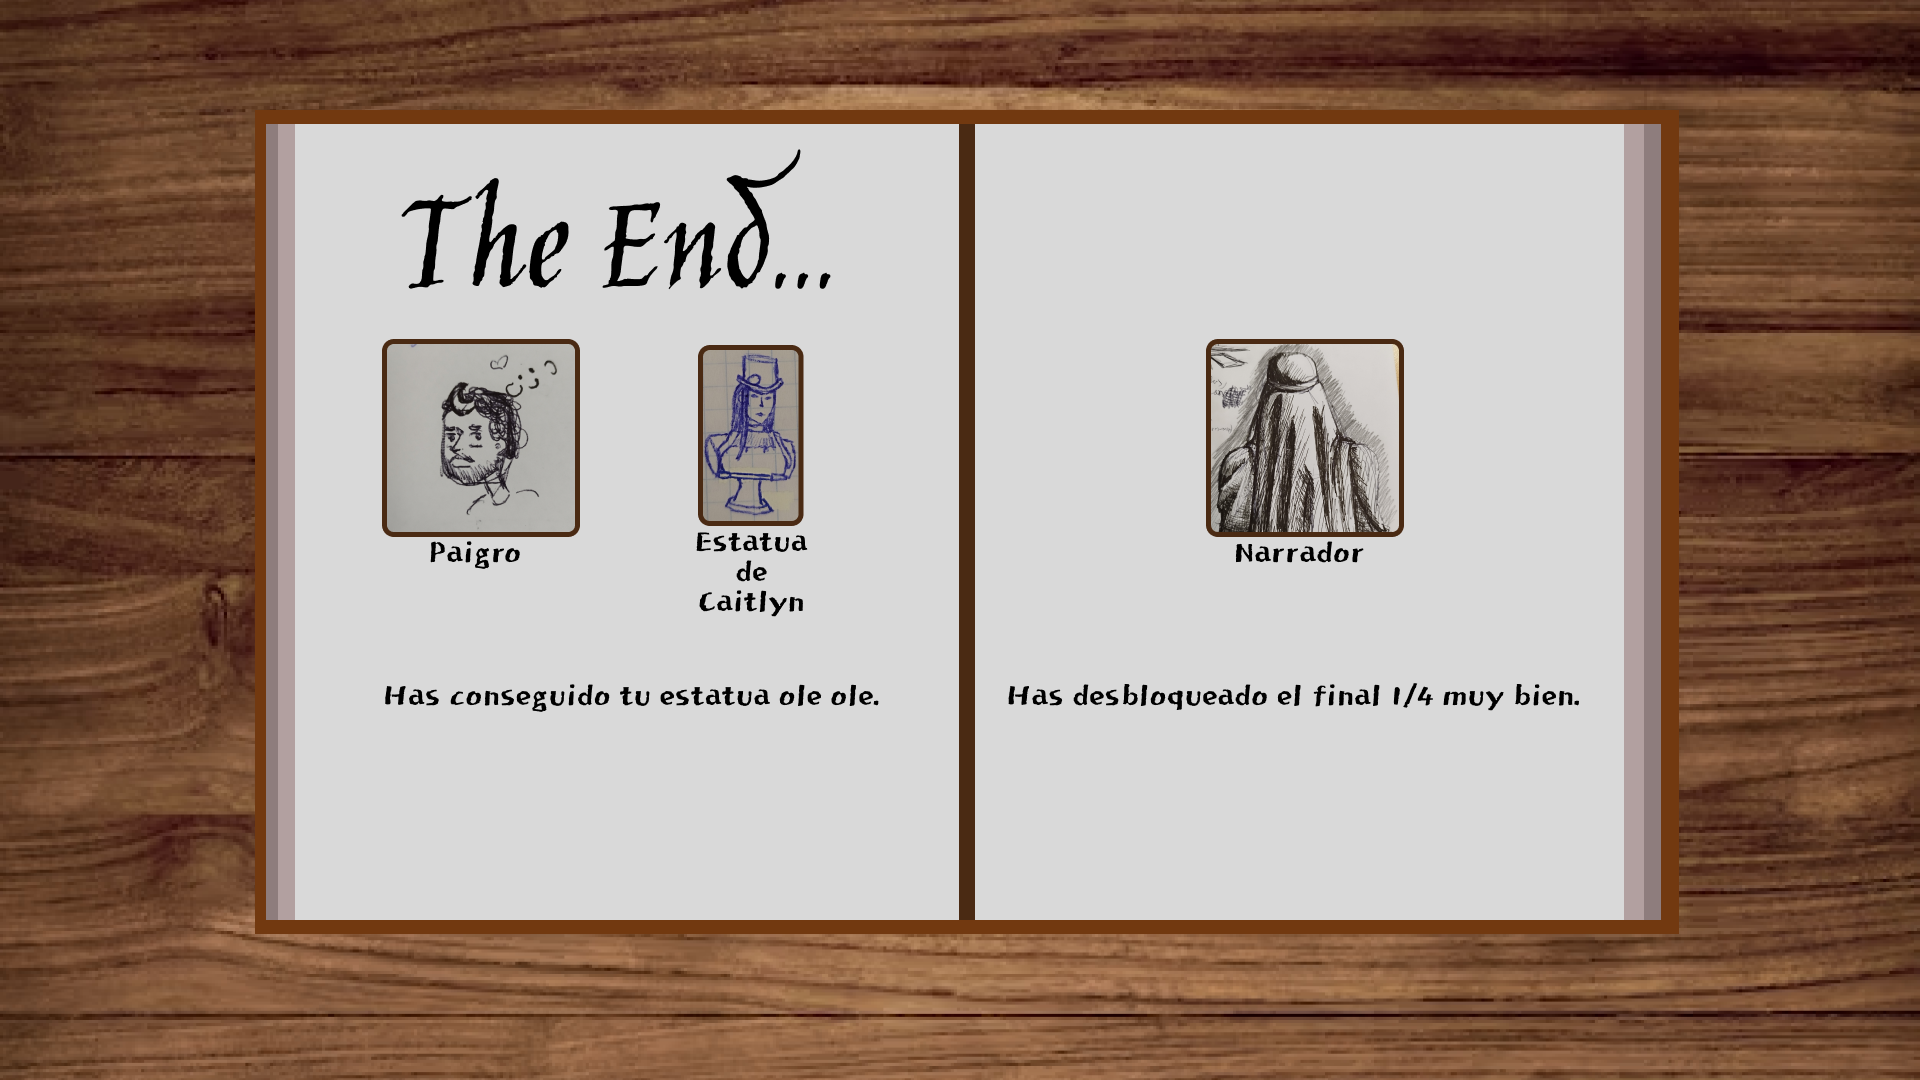 The End...
Paigro
Estatua
de
Caitlyn
Has conseguido tu estatua ole ole.
Narrador
Has desbloqueado el final 1/4 muy bien.